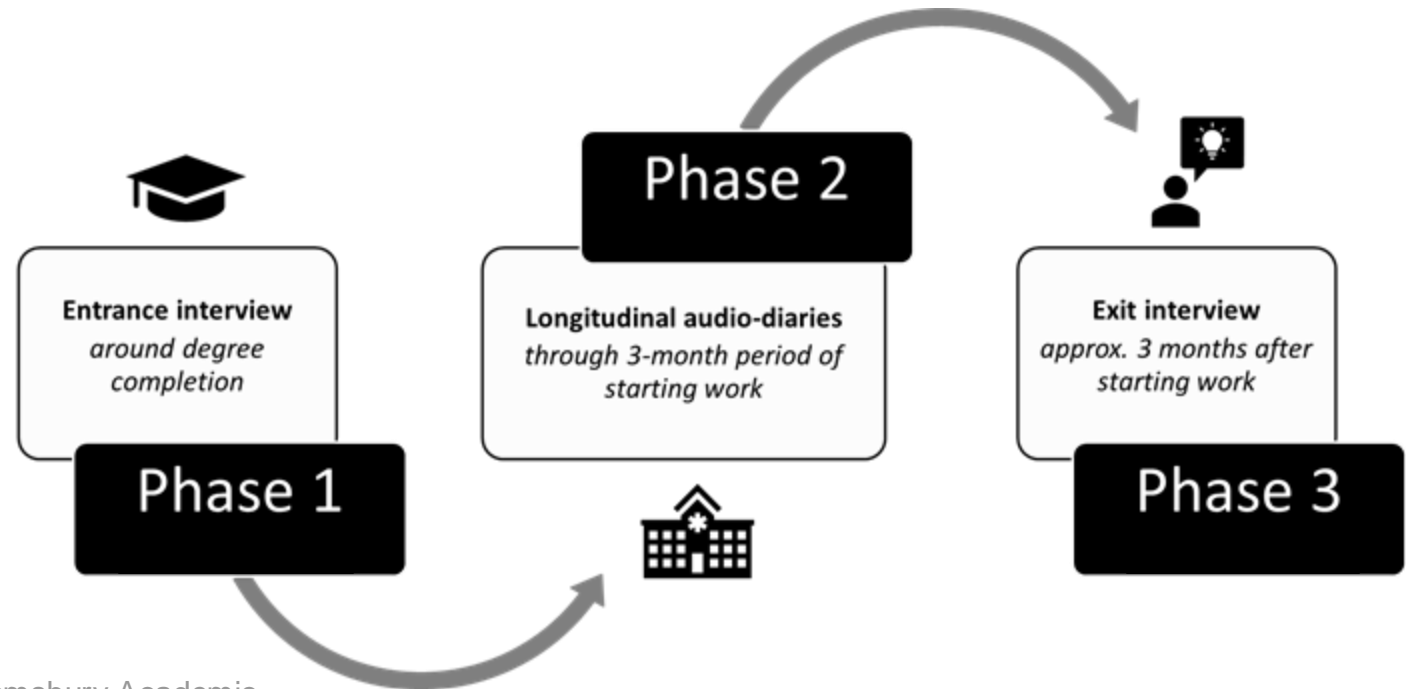 Phase 2
Entrance interview
around degree
completion
Phase 1
Longitudinal audio-diaries
through 3-month period of
starting work
Exit interview
approx. 3 months after
starting work
Phase 3
Academic